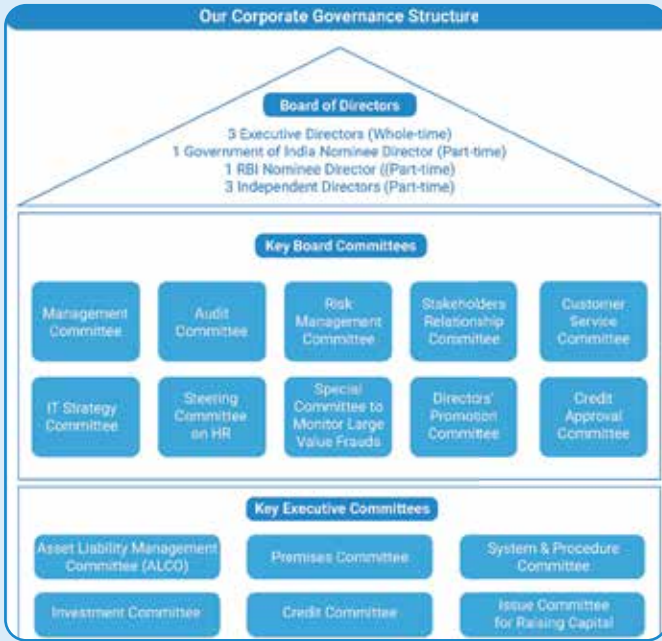 Our Corporate Governance Structure
Board of Directors
3 Executive Directors (Whole-time)
1 Government of India Nominee Director (Part-time)
1 RBI Nominee Director ((Part-time)
3 Independent Directors (Part-time)
Key Board Committees
Management
Committee
Audit
Committee
Risk
Management
Committee
Stakeholders
Relationship
Committee
Customer
Service
Committee
IT Strategy
Committee
Steering
Committee
on HR
Special
Committee to
Monitor Large
Value Frauds
Directors'
Promotion
Committee
Credit
Approval
Committee
Key Executive Committees
Asset Liability Management
Committee (ALCO)
Premises Committee
System & Procedure
Committee
Investment Committee
Credit Committee
Issue Committee
for Raising Capital